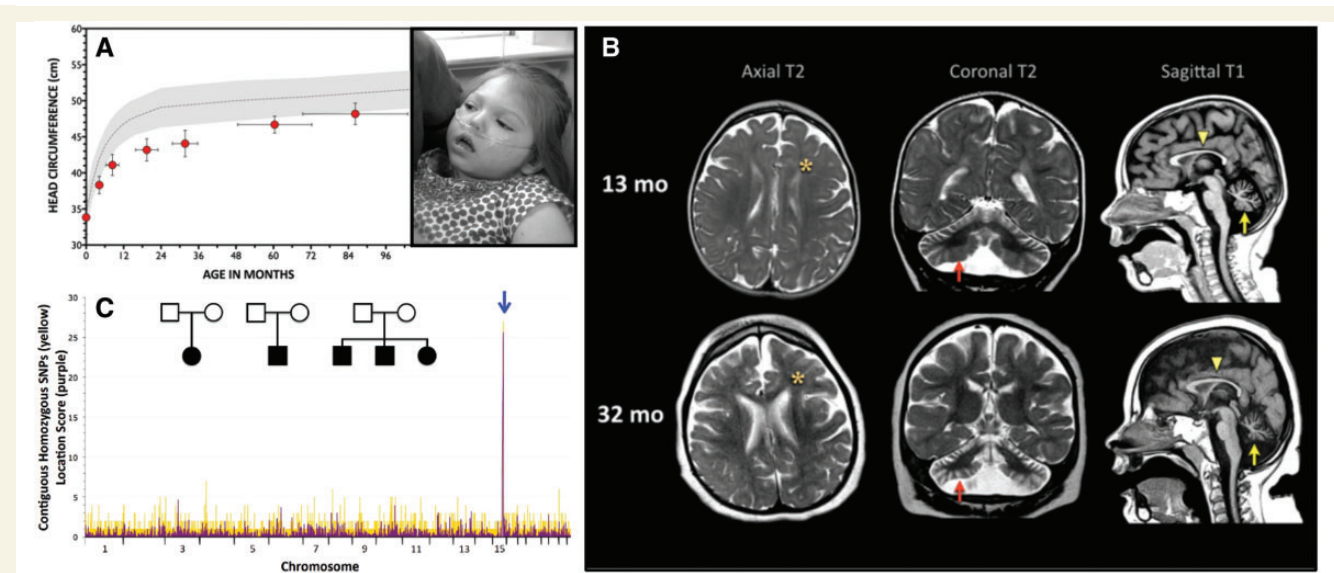 A
HEAD CIRCUMFERENCE (cm)
60
55
50
45
40
35
30
0 12 24 36 48 60 72 84 96
AGE IN MONTHS
B
Axial T2 Coronal T2 Sagittal T1
13 mo
*
32 mo
*
C
Contiguous Homozygous SNPs (yellow)
Location Score (purple)
30
25
20
15
10
5
0
1 3 5 7 9 11 13 15
Chromosome